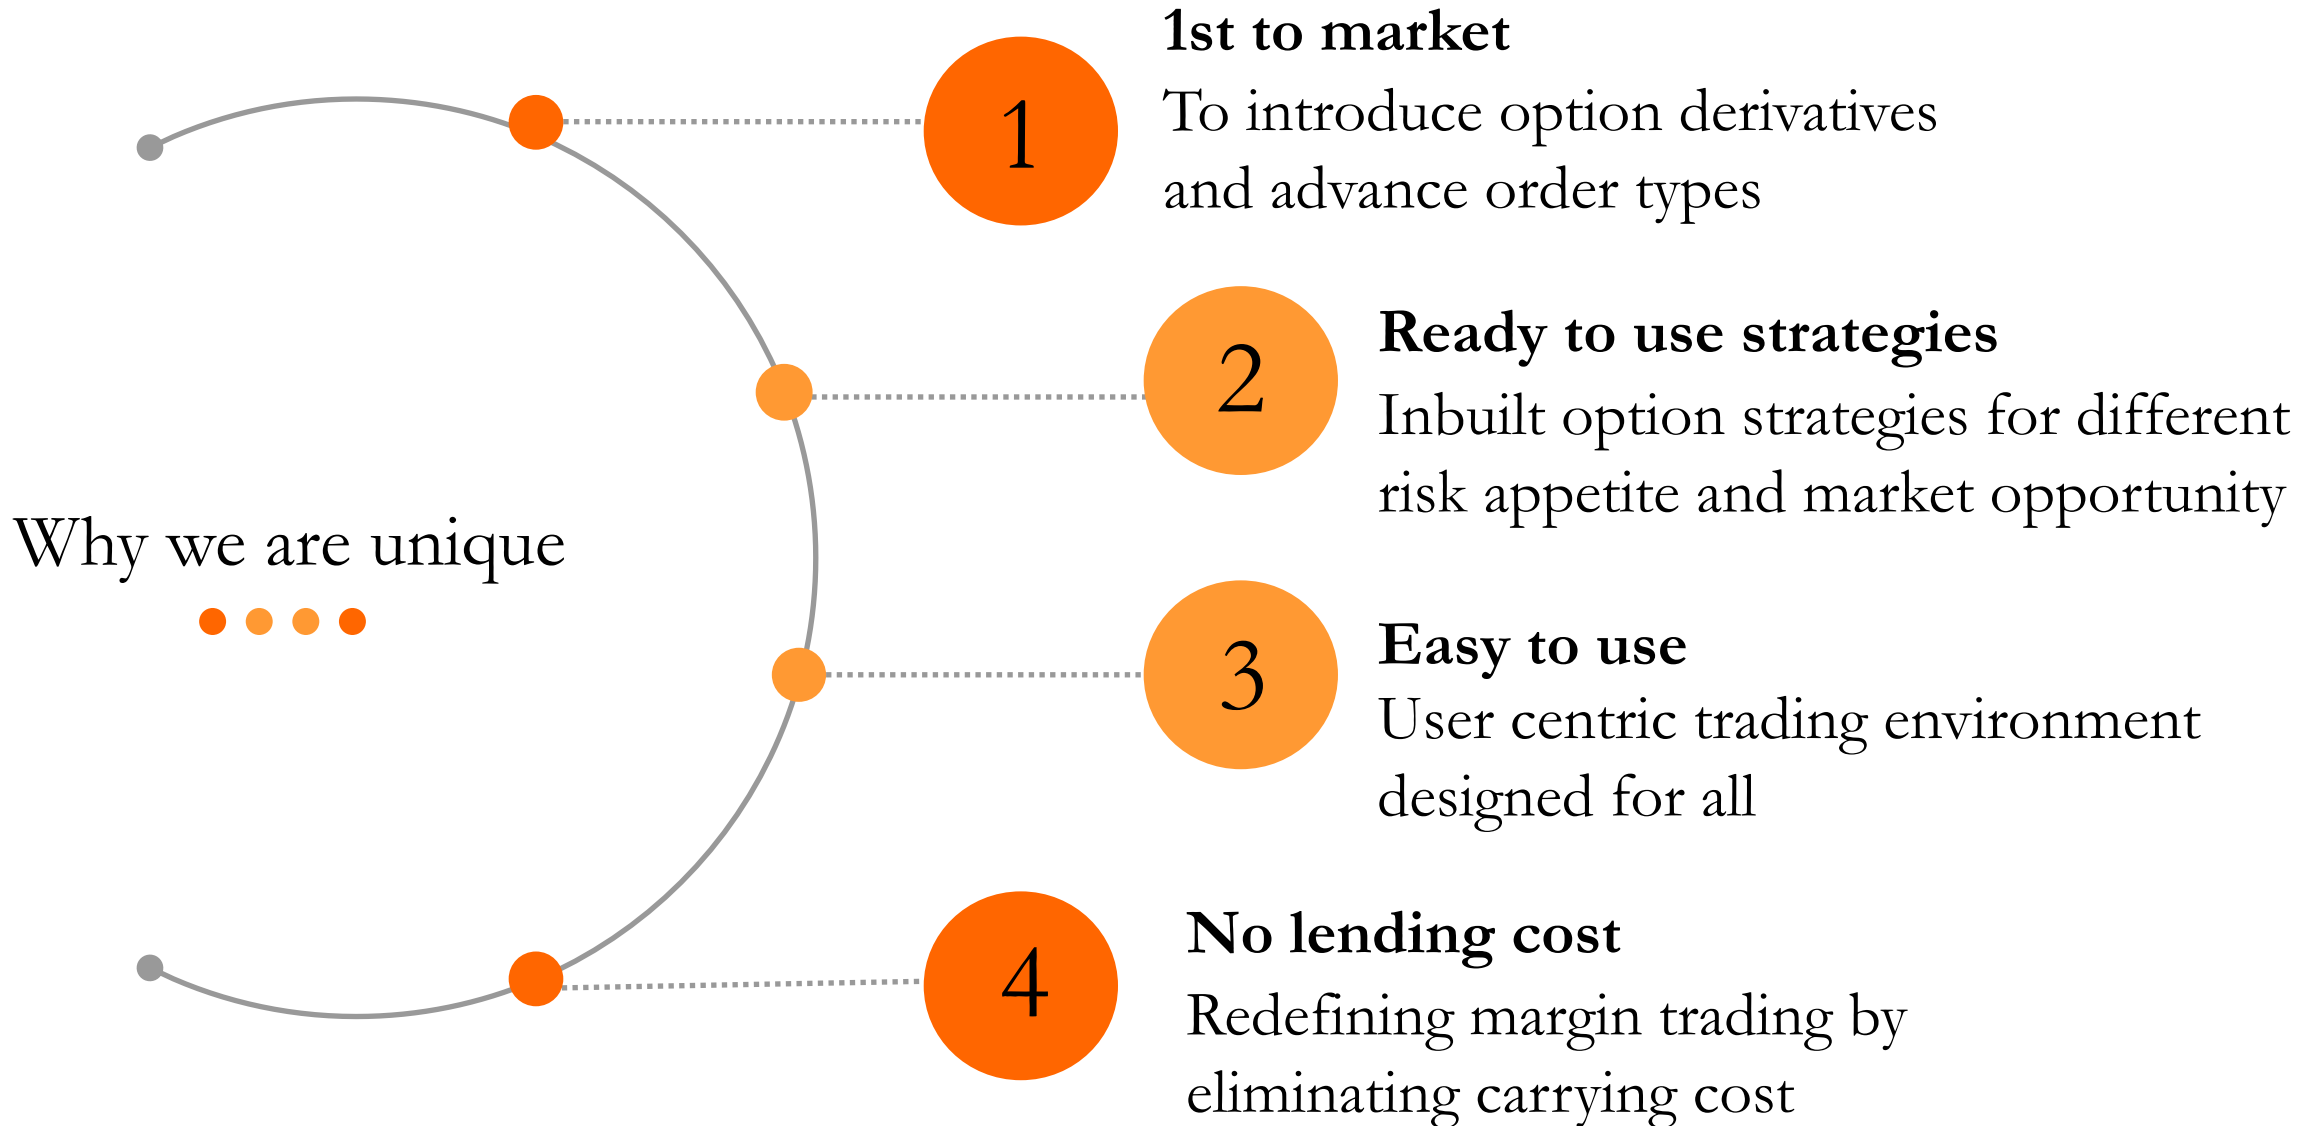 1st to market
1
To introduce option derivatives
and advance order types
Ready to use strategies
2
Inbuilt option strategies for different
risk appetite and market opportunity
Why we are unique
Easy to use
3
User centric trading environment
designed for all
No lending cost
4
Redefining margin trading by
eliminating carrying cost